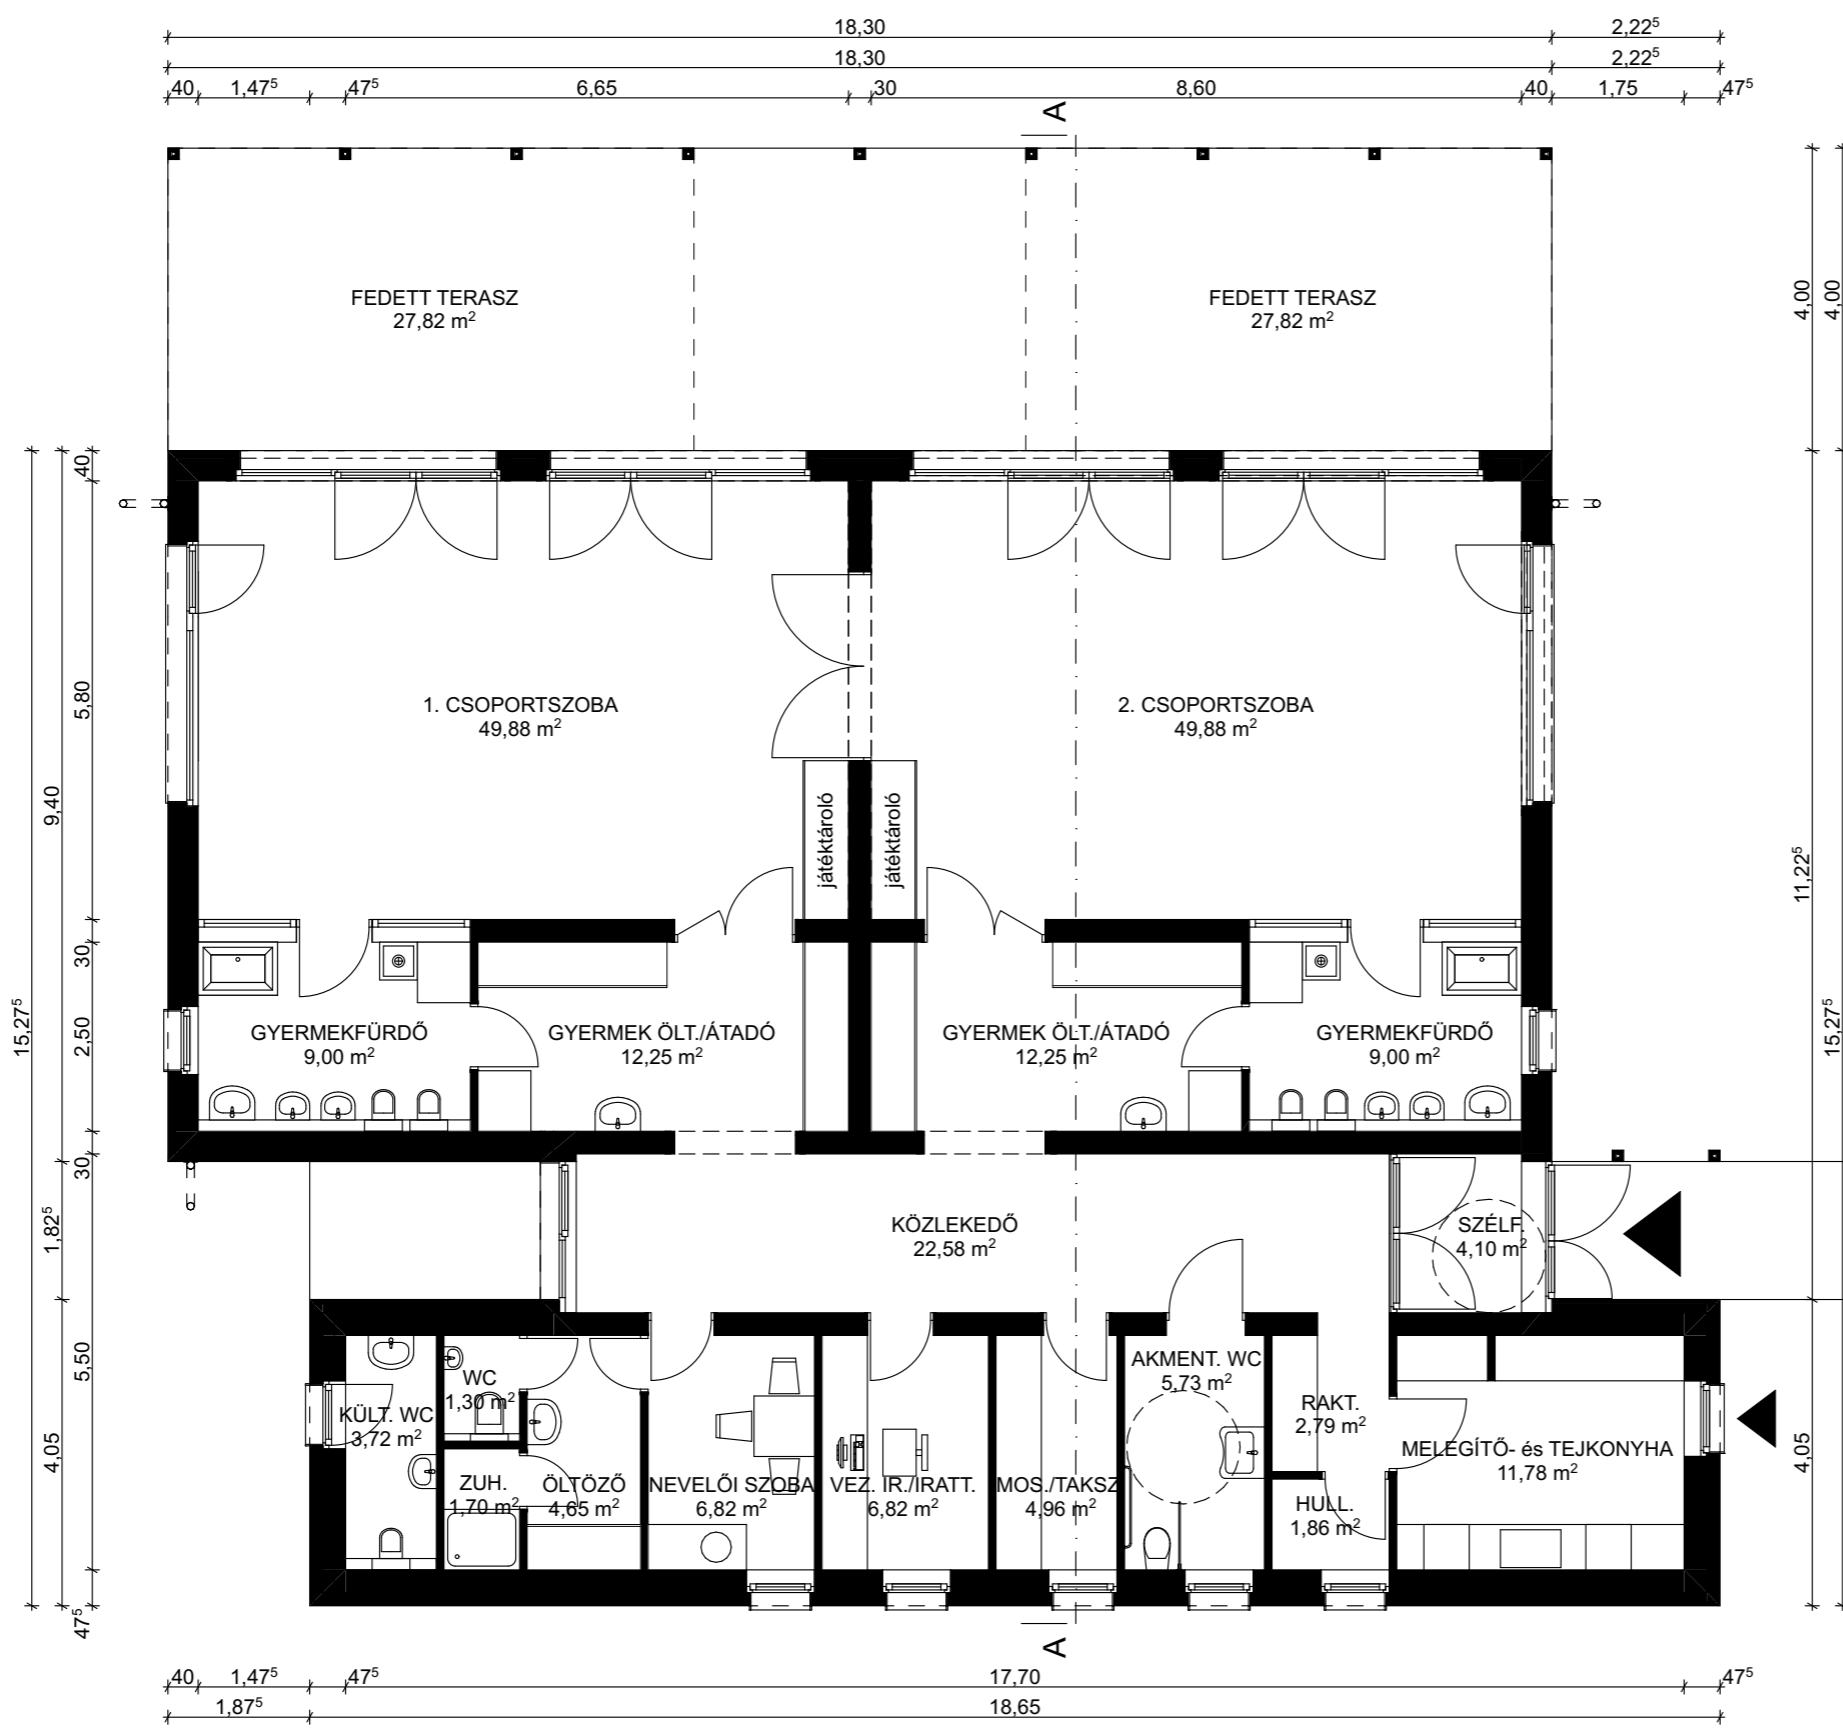 18,30
2,22⁵
18,30
2,22⁵
40
1,47⁵
47⁵
6,65
30
8,60
40
1,75
47⁵
A
FEDETT TERASZ
27,82 m²
FEDETT TERASZ
27,82 m²
4,00
4,00
40
5,80
9,40
30
15,27⁵
2,50
30
1,82⁵
5,50
4,05
47⁵
1. CSOPORTSZOBA
49,88 m²
2. CSOPORTSZOBA
49,88 m²
játéktároló
játéktároló
11,22⁵
15,27⁵
4,05
GYERMEKFÜRDŐ
9,00 m²
GYERMEK ÖLT./ÁTADÓ
12,25 m²
GYERMEK ÖLT./ÁTADÓ
12,25 m²
GYERMEKFÜRDŐ
9,00 m²
KÖZLEKEDŐ
22,58 m²
SZÉLF.
4,10 m²
KÜLT. WC
3,72 m²
WC
1,30 m²
ZUH.
1,70 m²
ÖLTÖZŐ
4,65 m²
NEVELŐI SZOBA
6,82 m²
VEZ. IR./IRATT.
6,82 m²
MOS./TAKSZ
4,96 m²
AKMENT. WC
5,73 m²
RAKT.
2,79 m²
HULL.
1,86 m²
MELEGÍTŐ- és TEJKONYHA
11,78 m²
A
40
1,47⁵
47⁵
17,70
47⁵
1,87⁵
18,65